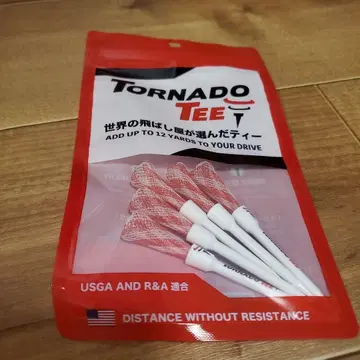 TORNADO
TEE
世界の飛ばし屋が選んだティー
ADD UP TO 12 YARDS TO YOUR DRIVE
TORNADO
USGA AND R&A 適合
DISTANCE WITHOUT RESISTANCE